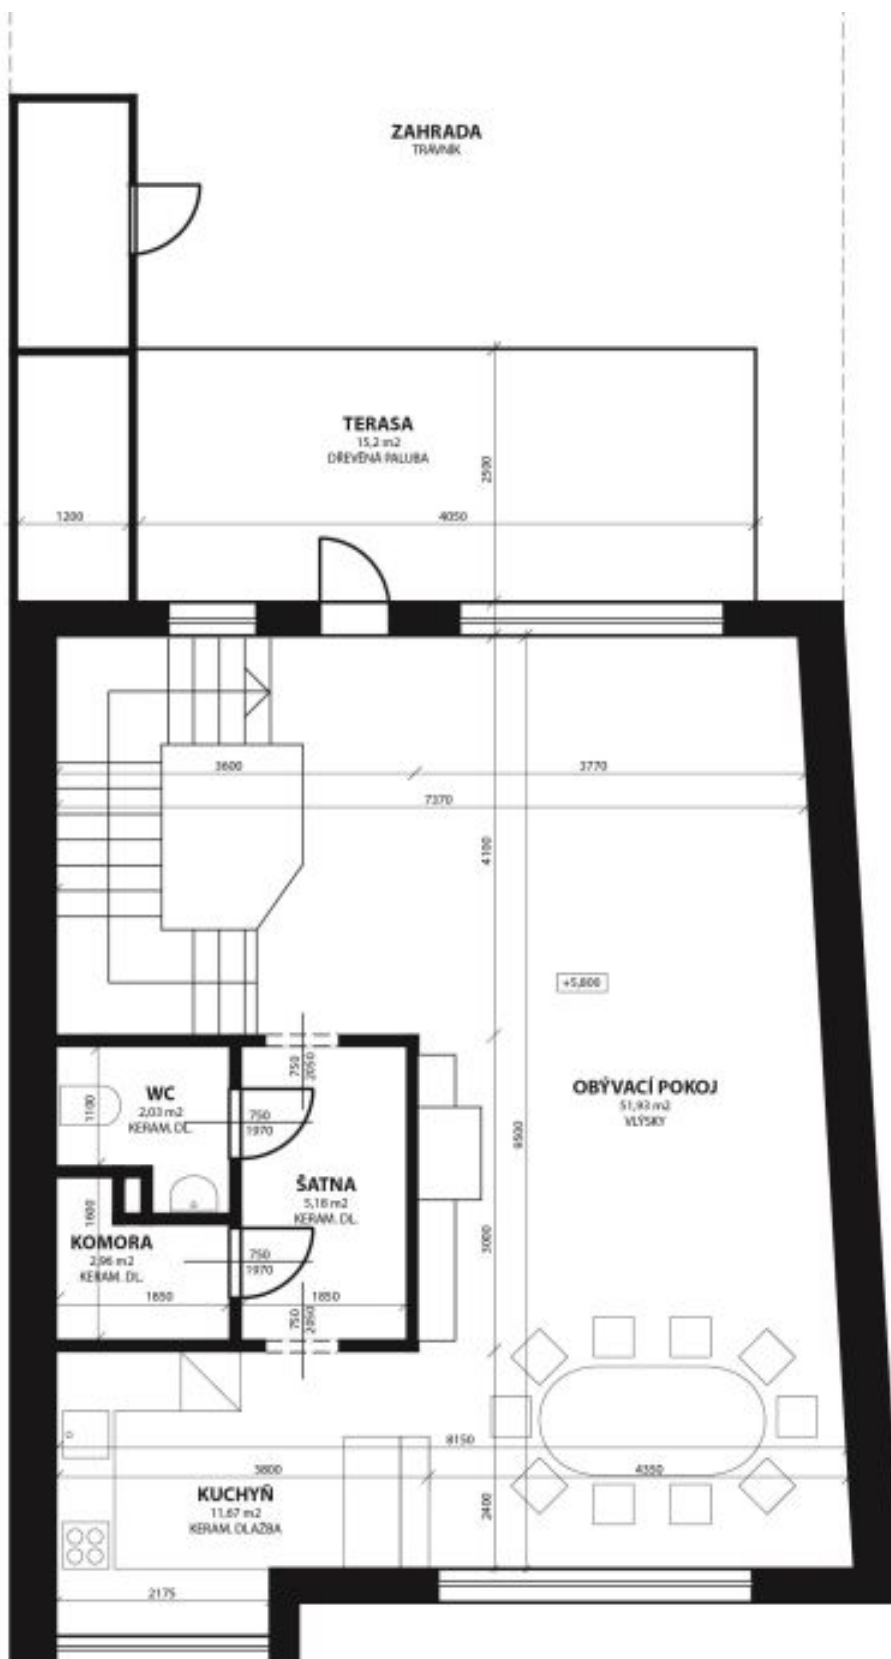 ZAHRADA
TRÁVNÍK
TERASA
15,2 m2
DŘEVĚNÁ PALUBA
2500
1200
4050
3600
3770
7370
4100
+5,800
750
2050
WC
2,03 m2
KERAM. DL.
1100
750
1970
OBÝVACÍ POKOJ
51,93 m2
VLÝSKY
8500
ŠATNA
5,18 m2
KERAM. DL.
1600
KOMORA
2,96 m2
KERAM. DL.
750
1970
3000
1850
1850
750
2050
8150
3800
4350
KUCHYŇ
11,67 m2
KERAM. DLAŽBA
2400
2175